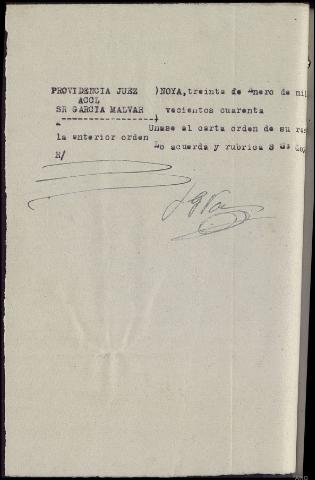 PROVIDENCIA JUEZ )NOYA,treinta de enero de mil
ACCL
SR GARCIA MALVAR vecientos cuarenta
Unase al carta orden de su
la anterior orden Lo acuerda y rubrica S
R/